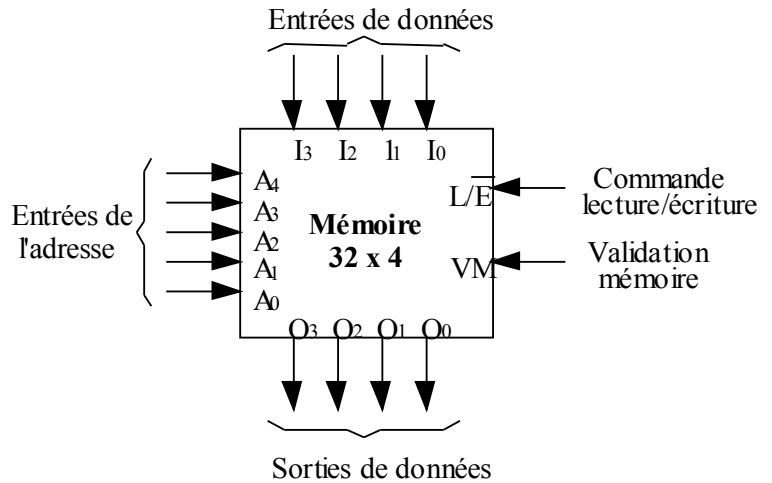 Entrées de données
I3 I2 I1 I0
A4
A3
A2
A1
A0
Entrées de
l'adresse
Mémoire
32 x 4
L/E̅
VM
Commande
lecture/écriture
Validation
mémoire
O3 O2 O1 O0
Sorties de données